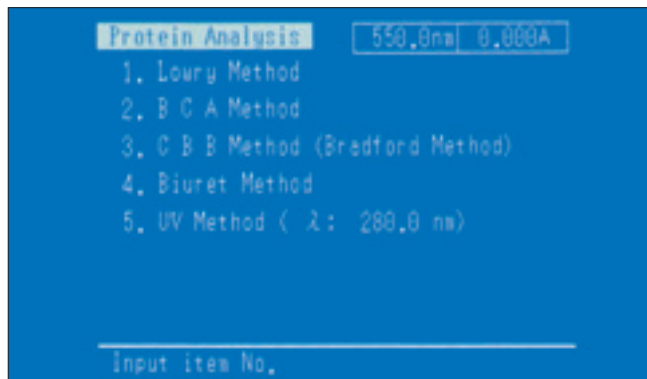 Protein Analysis 550.0nm 0.000A
1. Lowry Method
2. B C A Method
3. C B B Method (Bradford Method)
4. Biuret Method
5. UV Method ( λ: 280.0 nm)
Input item No.